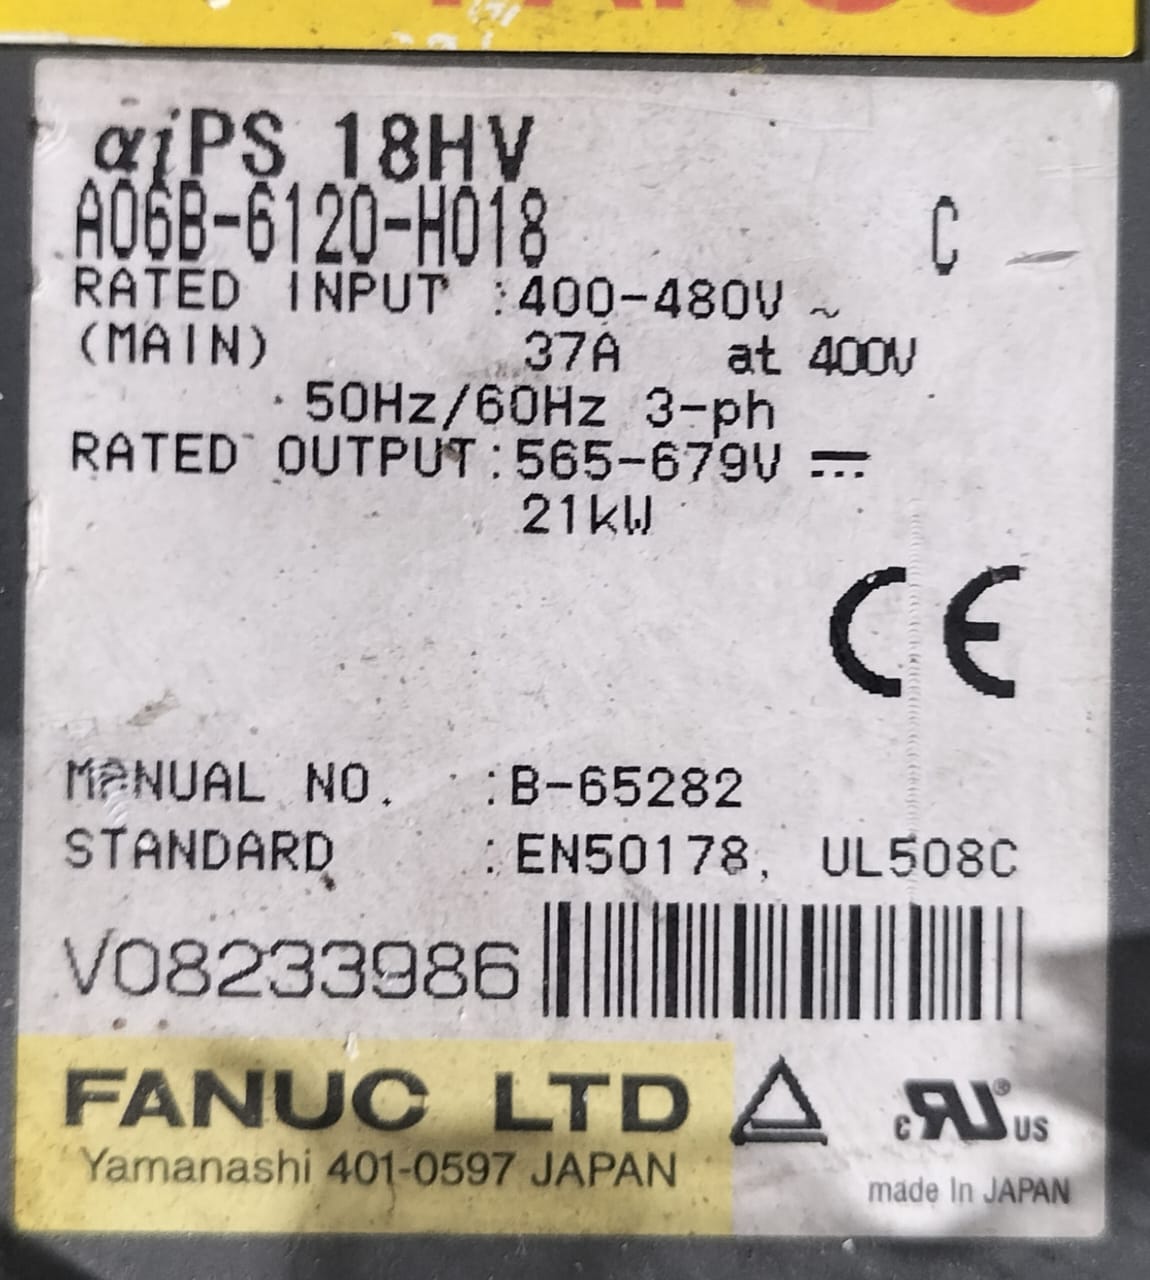 FANUC
αiPS 18HV
A06B-6120-H018 C
RATED INPUT :400-480V ~
(MAIN) 37A at 400V
50Hz/60Hz 3-ph
RATED OUTPUT:565-679V ⎓
21kW
CE
MANUAL NO. :B-65282
STANDARD :EN50178, UL508C
V08233986
FANUC LTD
Yamanashi 401-0597 JAPAN
c RU® US
made In JAPAN